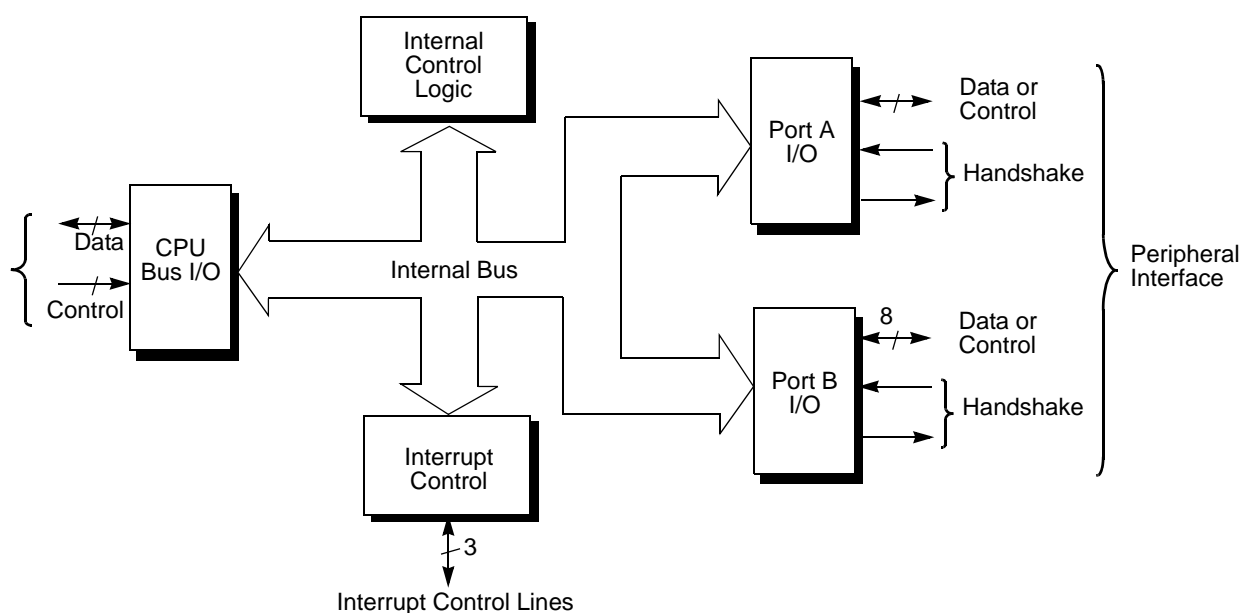 Internal
Control
Logic
Data
Control
CPU
Bus I/O
Internal Bus
Interrupt
Control
3
Interrupt Control Lines
Port A
I/O
Data or
Control
Handshake
Port B
I/O
8
Data or
Control
Handshake
Peripheral
Interface